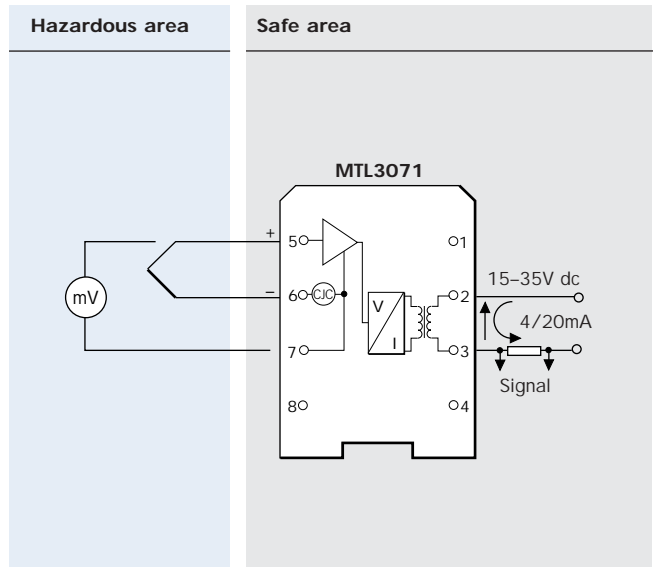 Hazardous area
Safe area
MTL3071
+
5
1
15–35V dc
mV
–
6
CJC
V
2
4/20mA
7
I
3
Signal
8
4